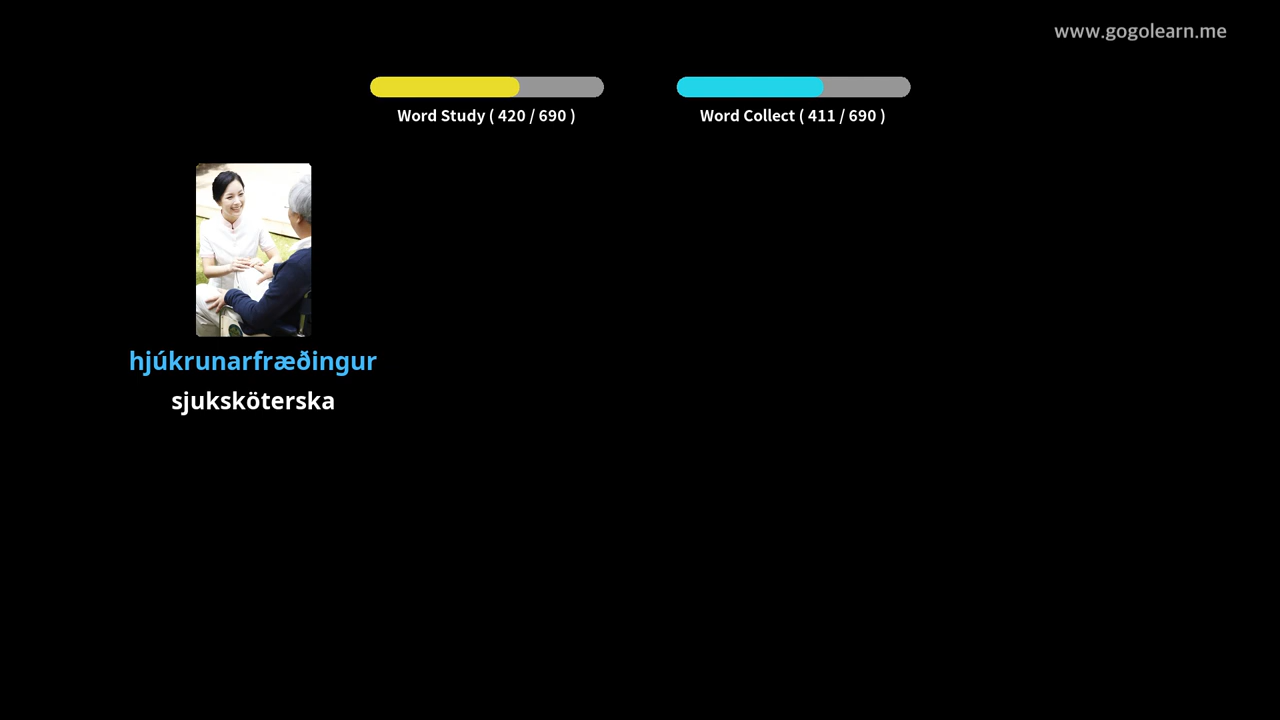 www.gogolearn.me
Word Study ( 420 / 690 )
Word Collect ( 411 / 690 )
hjúkrunarfræðingur
sjuksköterska